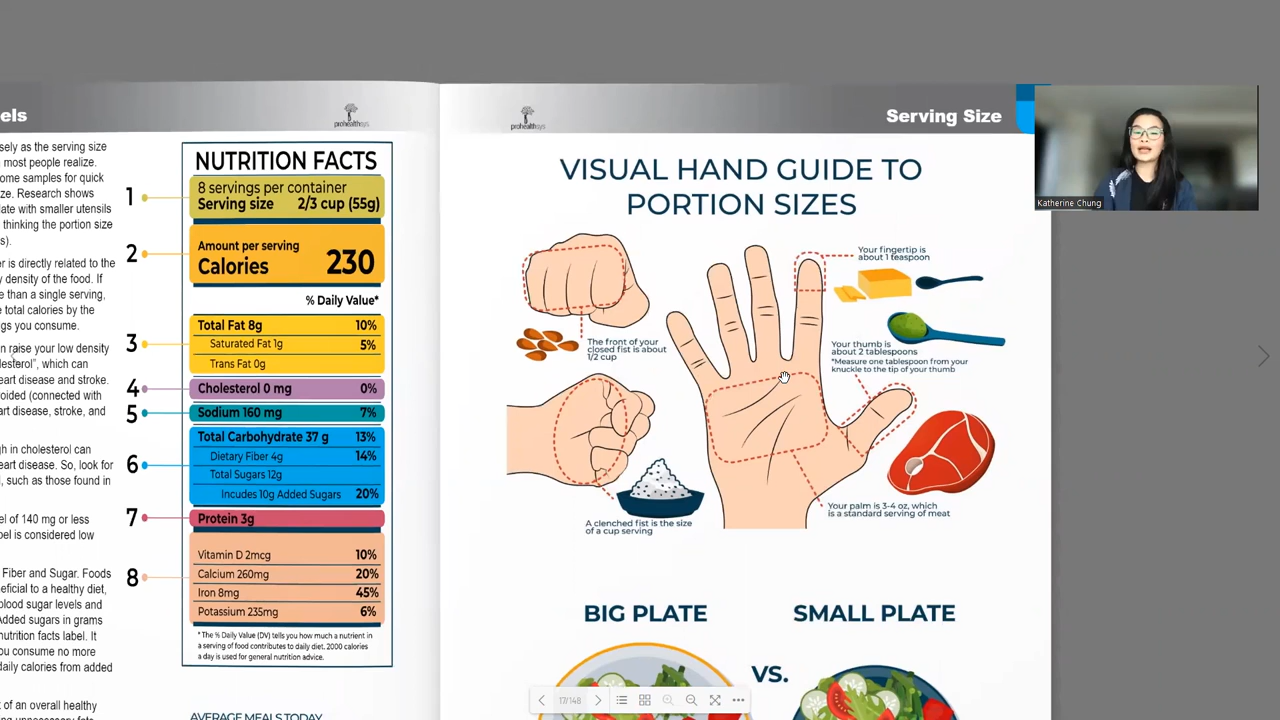 els
prohealthsys
sely as the serving size
most people realize.
ome samples for quick
ze. Research shows
late with smaller utensils
thinking the portion size
s).
er is directly related to the
y density of the food. If
e than a single serving,
e total calories by the
ngs you consume.
n raise your low density
lesterol", which can
eart disease and stroke.
oided (connected with
art disease, stroke, and
gh in cholesterol can
eart disease. So, look for
l, such as those found in
el of 140 mg or less
pel is considered low
Fiber and Sugar. Foods
eficial to a healthy diet,
blood sugar levels and
Added sugars in grams
nutrition facts label. It
ou consume no more
daily calories from added
t of an overall healthy
NUTRITION FACTS
1
8 servings per container
Serving size 2/3 cup (55g)
2
Amount per serving
Calories 230
% Daily Value*
3
Total Fat 8g 10%
Saturated Fat 1g 5%
Trans Fat 0g
4
Cholesterol 0 mg 0%
5
Sodium 160 mg 7%
6
Total Carbohydrate 37 g 13%
Dietary Fiber 4g 14%
Total Sugars 12g
Incudes 10g Added Sugars 20%
7
Protein 3g
8
Vitamin D 2mcg 10%
Calcium 260mg 20%
Iron 8mg 45%
Potassium 235mg 6%
* The % Daily Value (DV) tells you how much a nutrient in
a serving of food contributes to daily diet. 2000 calories
a day is used for general nutrition advice.
AVERAGE MEALS TODAY
prohealthsys
Serving Size
VISUAL HAND GUIDE TO
PORTION SIZES
Your fingertip is
about 1 teaspoon
The front of your
closed fist is about
1/2 cup
Your thumb is
about 2 tablespoons
*Measure one tablespoon from your
knuckle to the tip of your thumb
A clenched fist is the size
of a cup serving
Your palm is 3-4 oz, which
is a standard serving of meat
BIG PLATE
VS.
SMALL PLATE
17/148
Katherine Chung